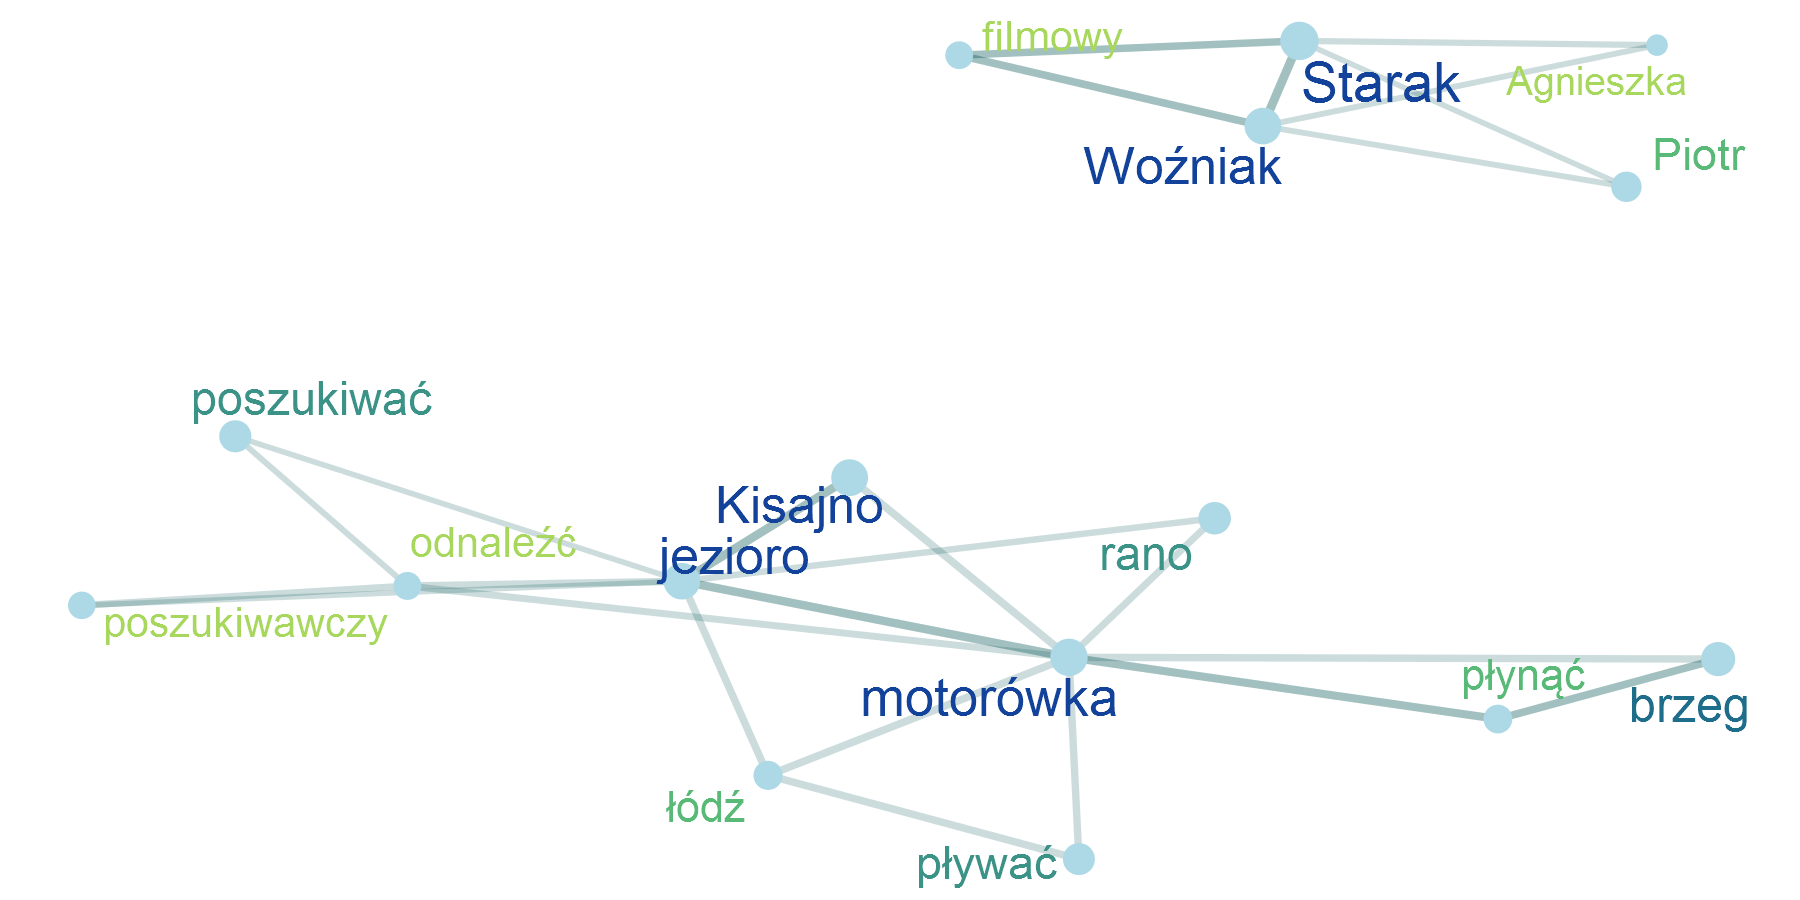 filmowy
Starak
Agnieszka
Woźniak
Piotr
poszukiwać
Kisajno
odnaleźć
jezioro
rano
poszukiwawczy
płynąć
motorówka
brzeg
łódź
pływać